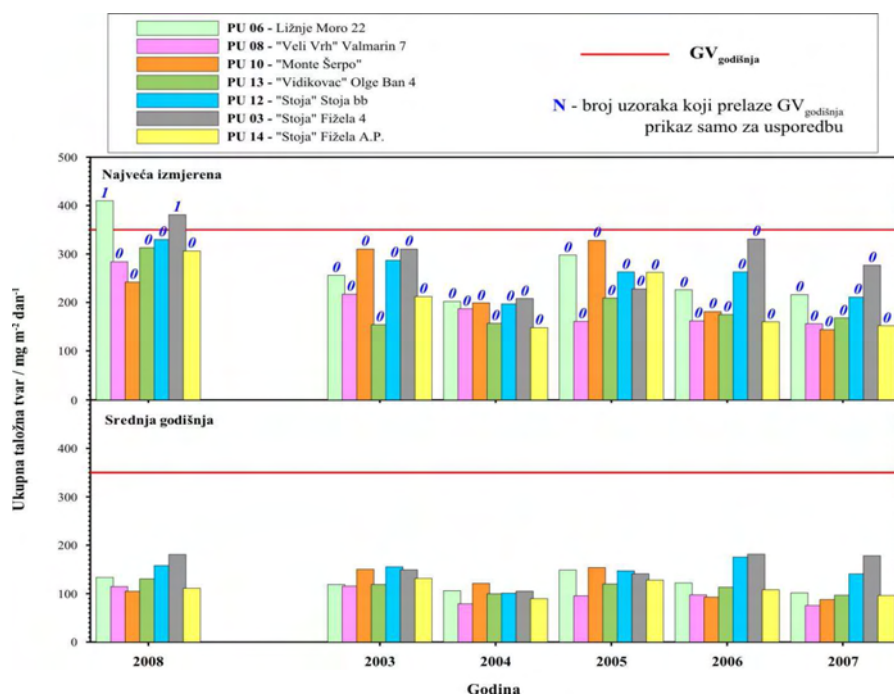 PU 06 - Ližnje Moro 22
PU 08 - "Veli Vrh" Valmarin 7
PU 10 - "Monte Šerpo"
PU 13 - "Vidikovac" Olge Ban 4
PU 12 - "Stoja" Stoja bb
PU 03 - "Stoja" Fižela 4
PU 14 - "Stoja" Fižela A.P.
GVgodišnja
N - broj uzoraka koji prelaze GVgodišnja
prikaz samo za usporedbu
Ukupna taložna tvar / mg m⁻² dan⁻¹
500
400
300
200
100
0
Najveća izmjerena
1 0 0 0 0 1 0
0 0 0 0 0 0 0
0 0 0 0 0 0 0
0 0 0 0 0 0 0
0 0 0 0 0 0 0
0 0 0 0 0 0 0
Srednja godišnja
400
300
200
100
0
2008 2003 2004 2005 2006 2007
Godina